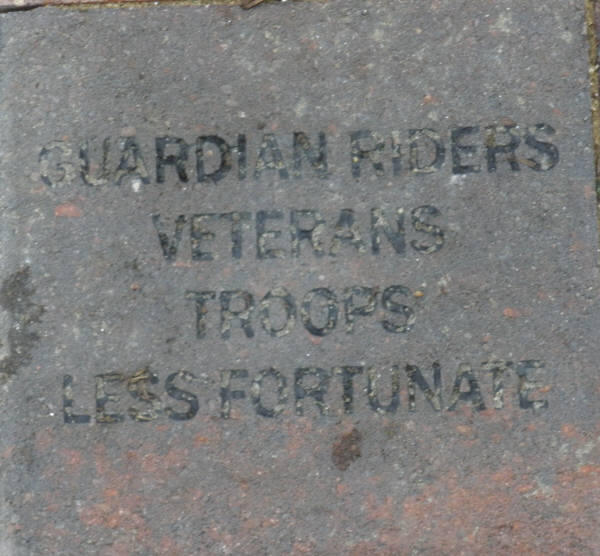 GUARDIAN RIDERS
VETERANS
TROOPS
LESS FORTUNATE